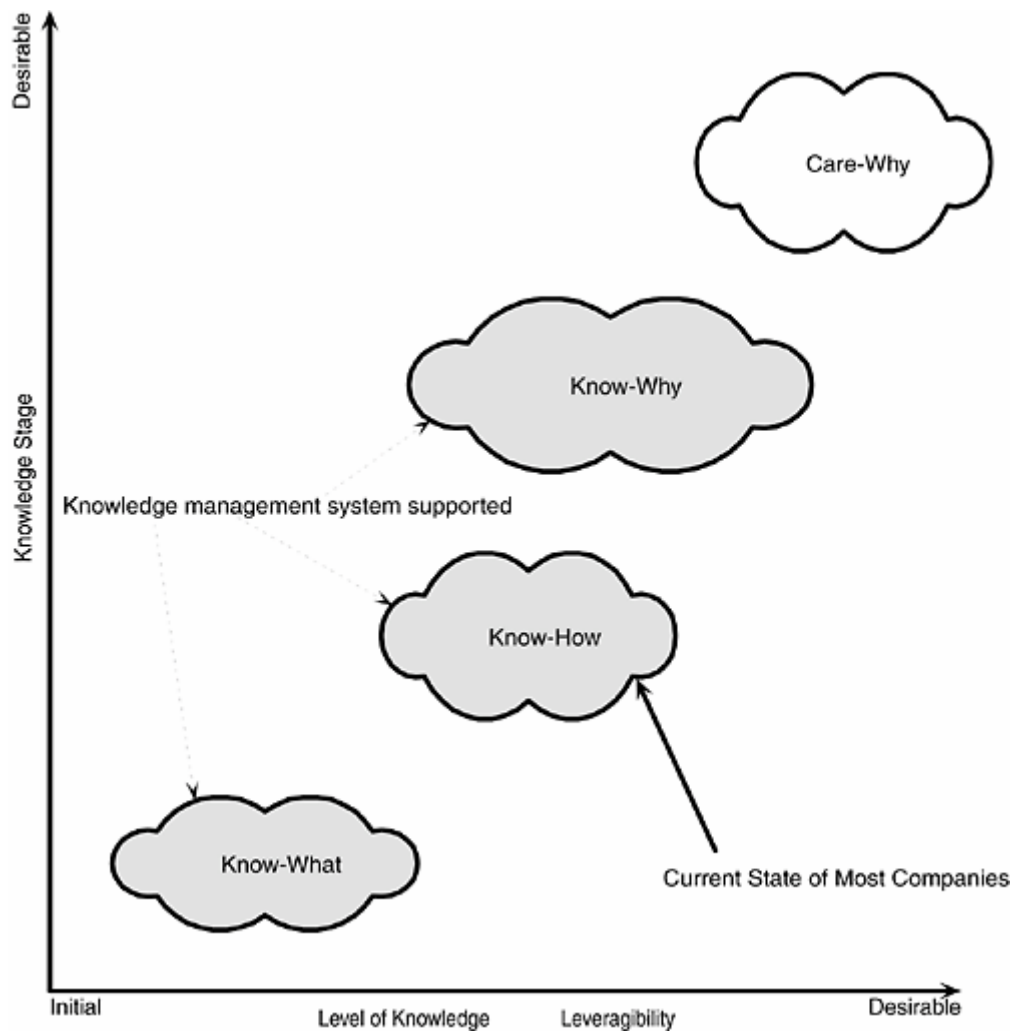 Desirable
Care-Why
Know-Why
Knowledge Stage
Knowledge management system supported
Know-How
Know-What
Current State of Most Companies
Initial
Desirable
Level of Knowledge Leveragibility